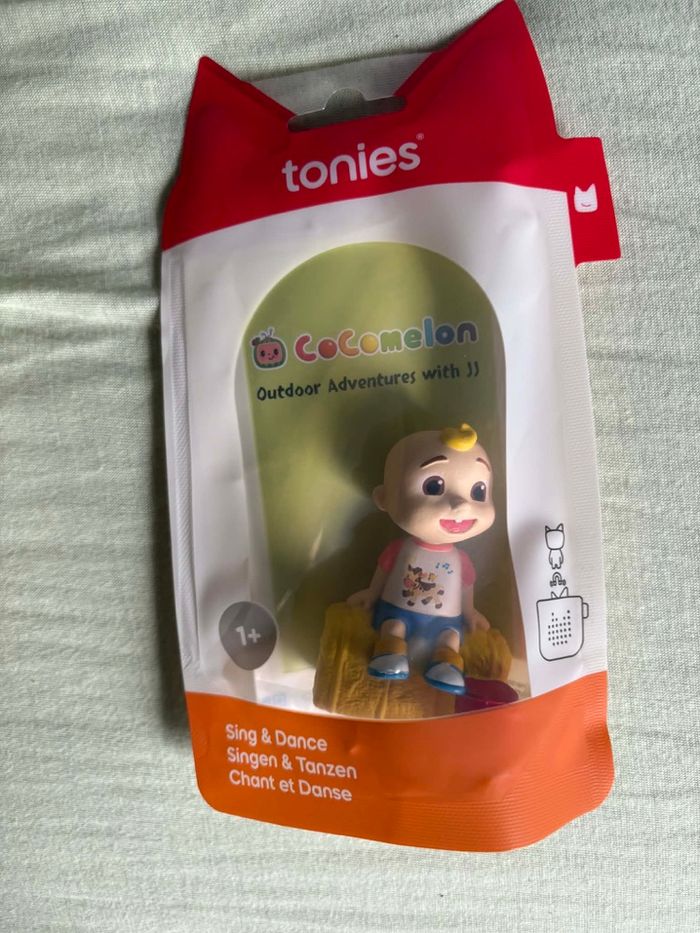 tonies®
CoComelon
Outdoor Adventures with JJ
1+
Sing & Dance
Singen & Tanzen
Chant et Danse